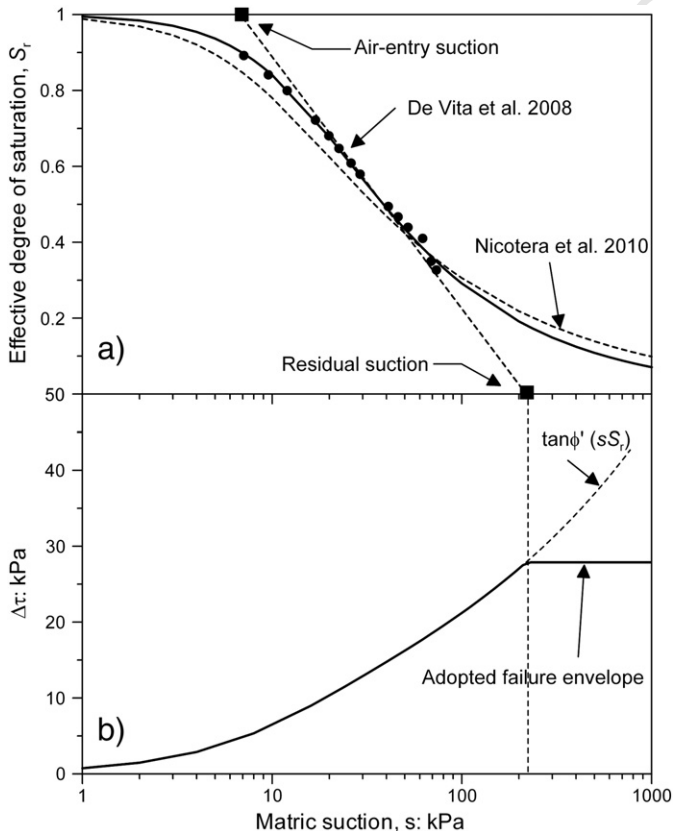 1
Air-entry suction
0.8
De Vita et al. 2008
0.6
Effective degree of saturation, Sr
0.4
Nicotera et al. 2010
0.2
a)
Residual suction
50
tanϕ' (sSr)
40
30
Δτ: kPa
20
Adopted failure envelope
10
b)
0
1 10 100 1000
Matric suction, s: kPa